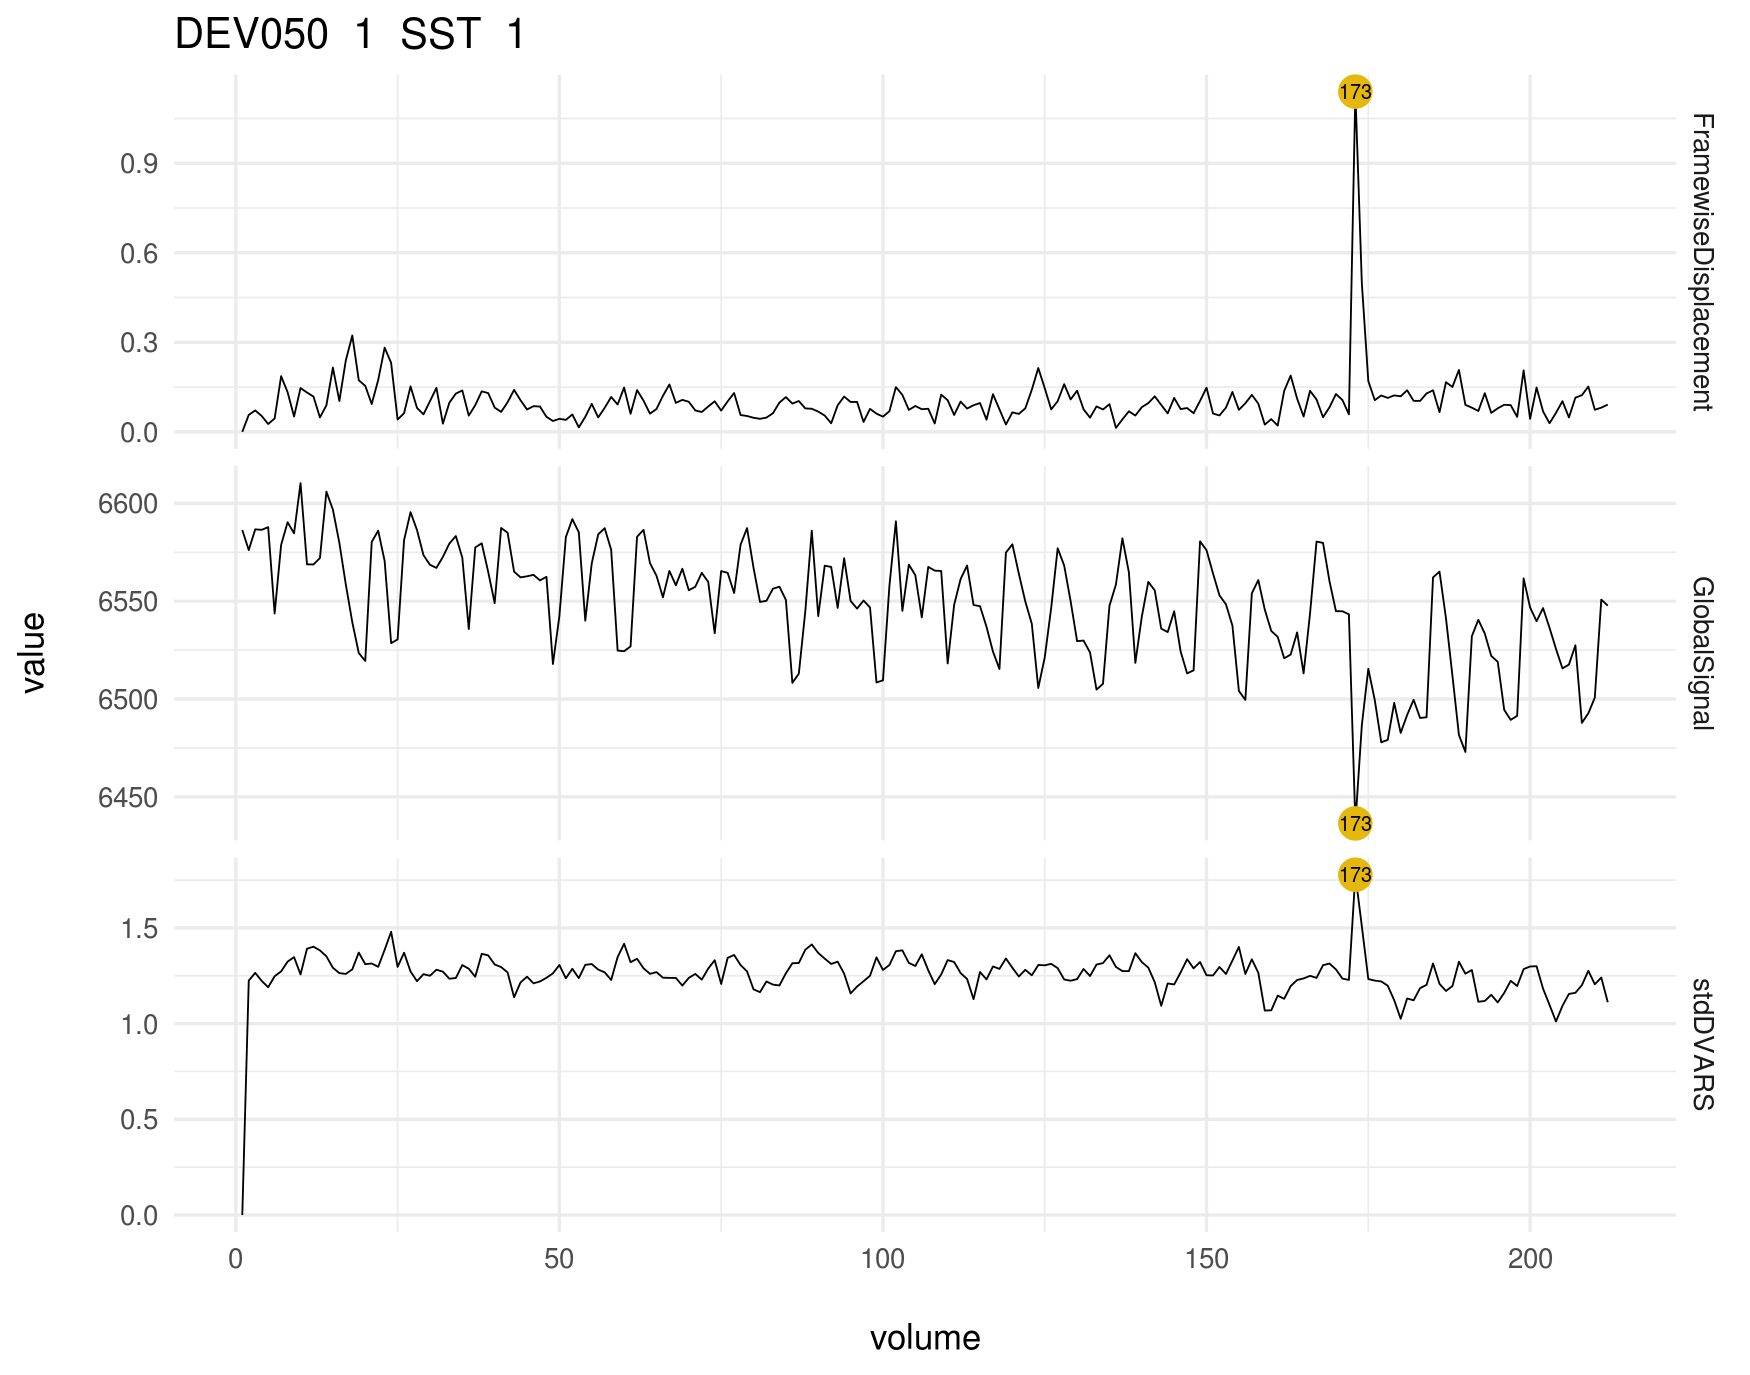 DEV050  1  SST  1
173
0.9
0.6
0.3
0.0
FramewiseDisplacement
6600
6550
6500
6450
173
GlobalSignal
value
173
1.5
1.0
0.5
0.0
stdDVARS
0 50 100 150 200
volume